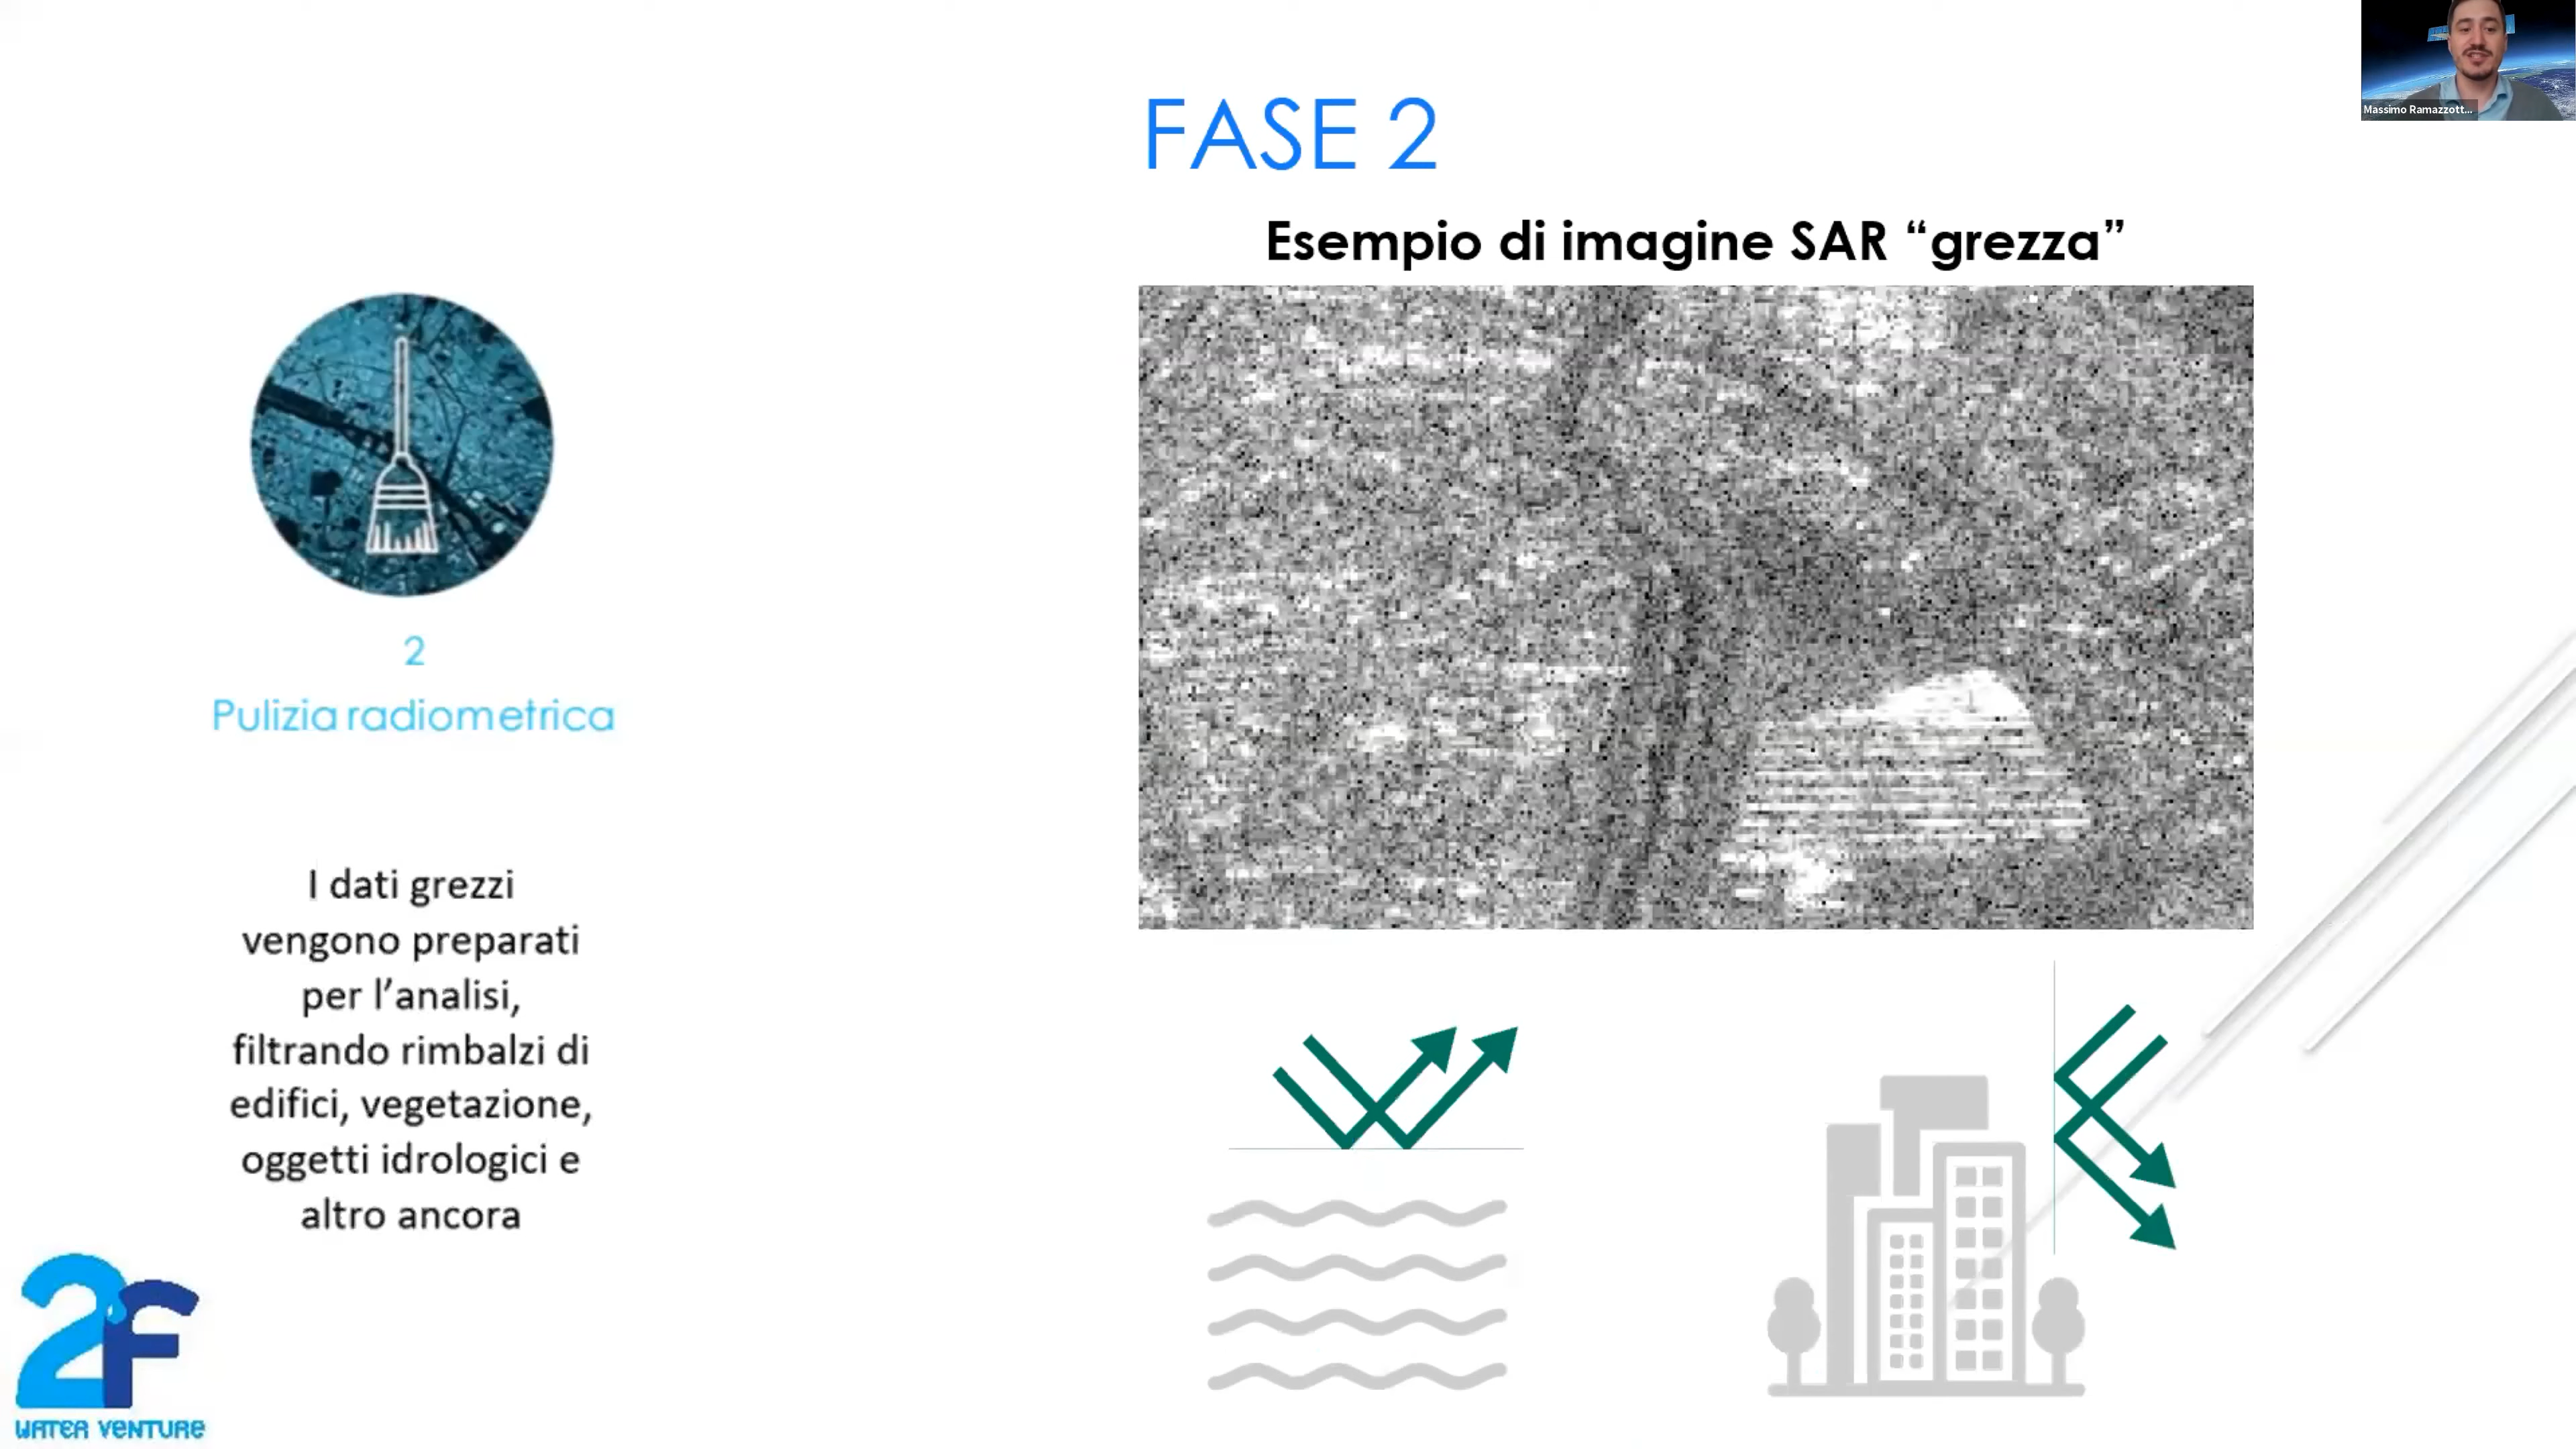 Massimo Ramazzott...
FASE 2
Esempio di imagine SAR “grezza”
2
Pulizia radiometrica
I dati grezzi
vengono preparati
per l’analisi,
filtrando rimbalzi di
edifici, vegetazione,
oggetti idrologici e
altro ancora
2F
WATER VENTURE